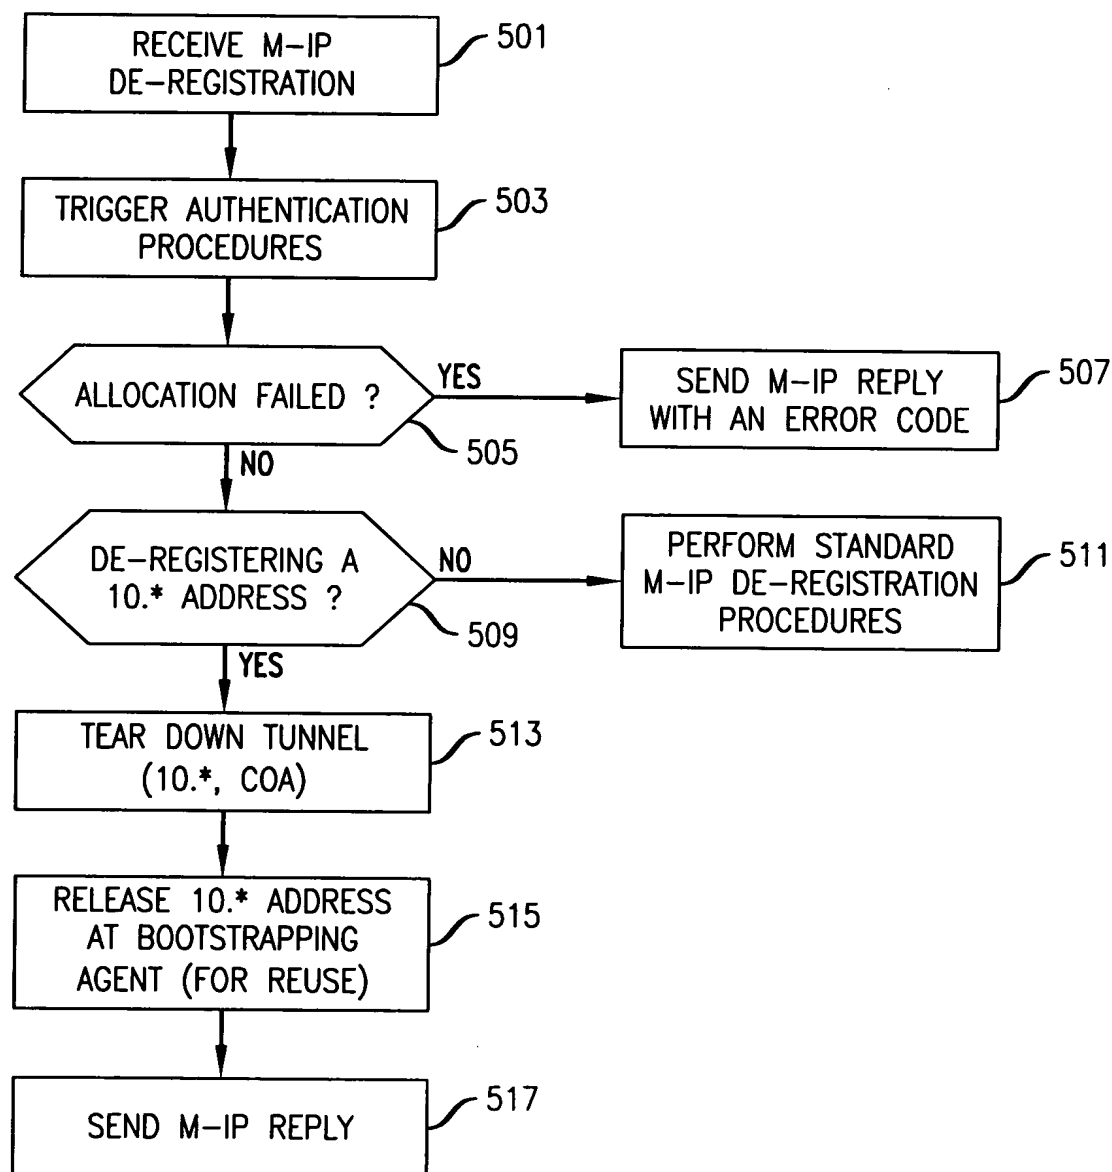 RECEIVE M-IP
DE-REGISTRATION
501
TRIGGER AUTHENTICATION
PROCEDURES
503
ALLOCATION FAILED ?
505
YES
SEND M-IP REPLY
WITH AN ERROR CODE
507
NO
DE-REGISTERING A
10.* ADDRESS ?
509
NO
PERFORM STANDARD
M-IP DE-REGISTRATION
PROCEDURES
511
YES
TEAR DOWN TUNNEL
(10.*, COA)
513
RELEASE 10.* ADDRESS
AT BOOTSTRAPPING
AGENT (FOR REUSE)
515
SEND M-IP REPLY
517